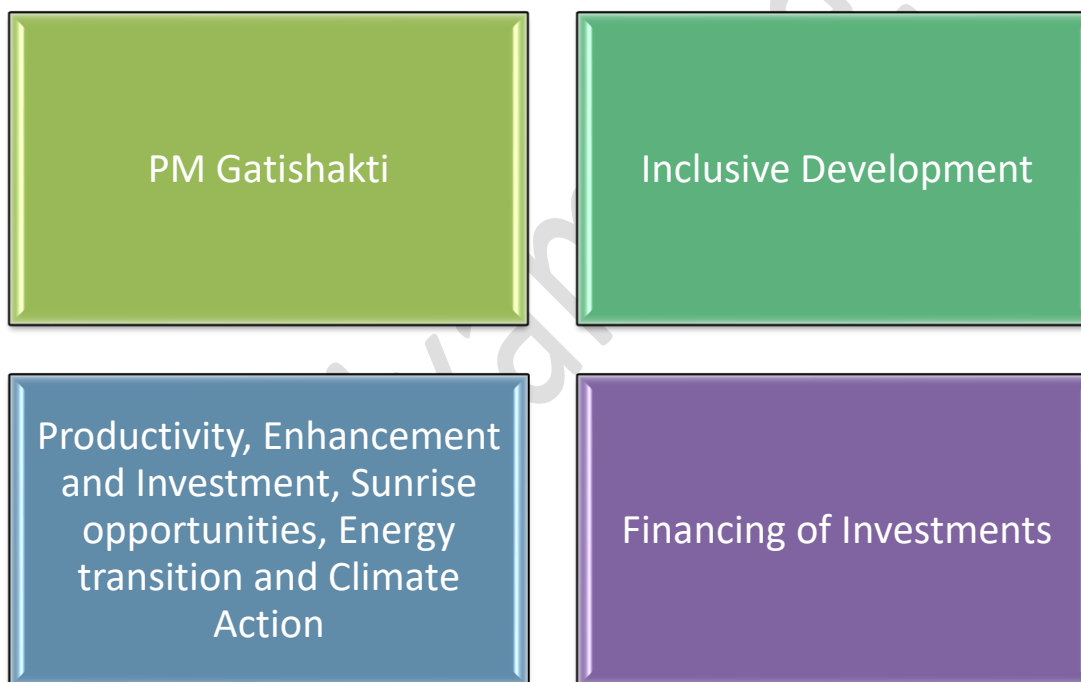 PM Gatishakti
Inclusive Development
Productivity, Enhancement
and Investment, Sunrise
opportunities, Energy
transition and Climate
Action
Financing of Investments